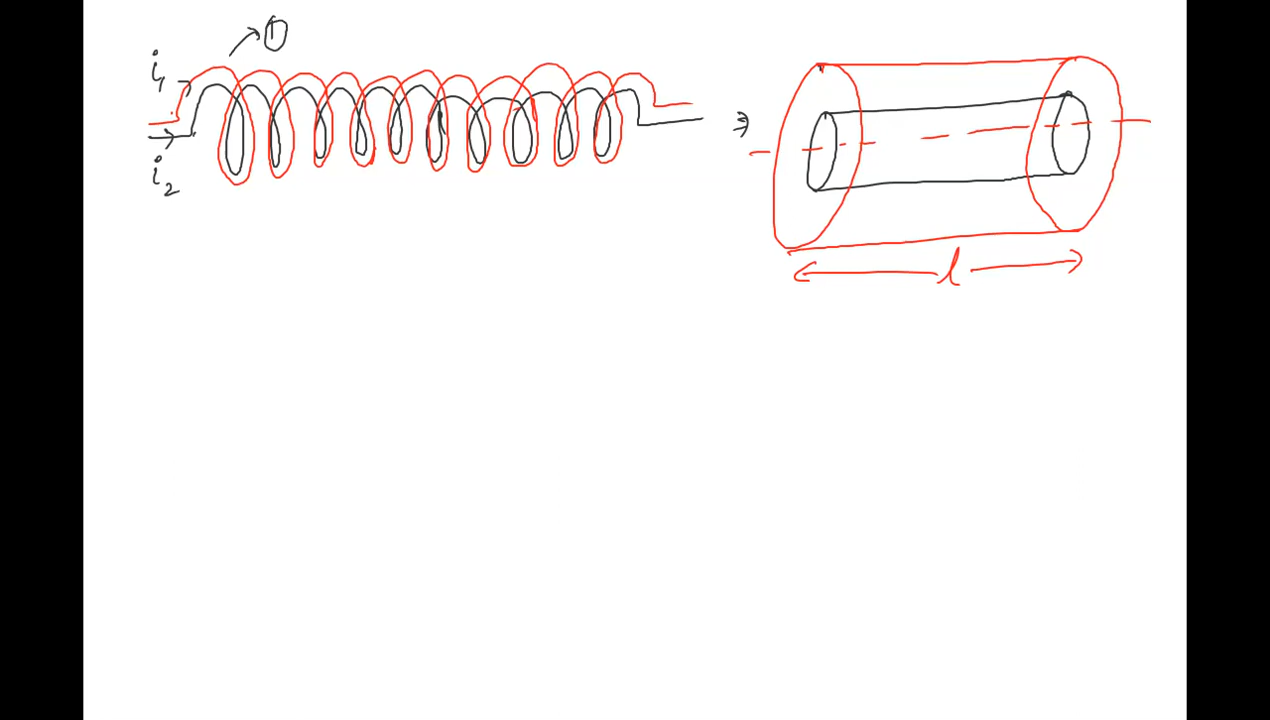 ①
i₁
i₂
⇒
l